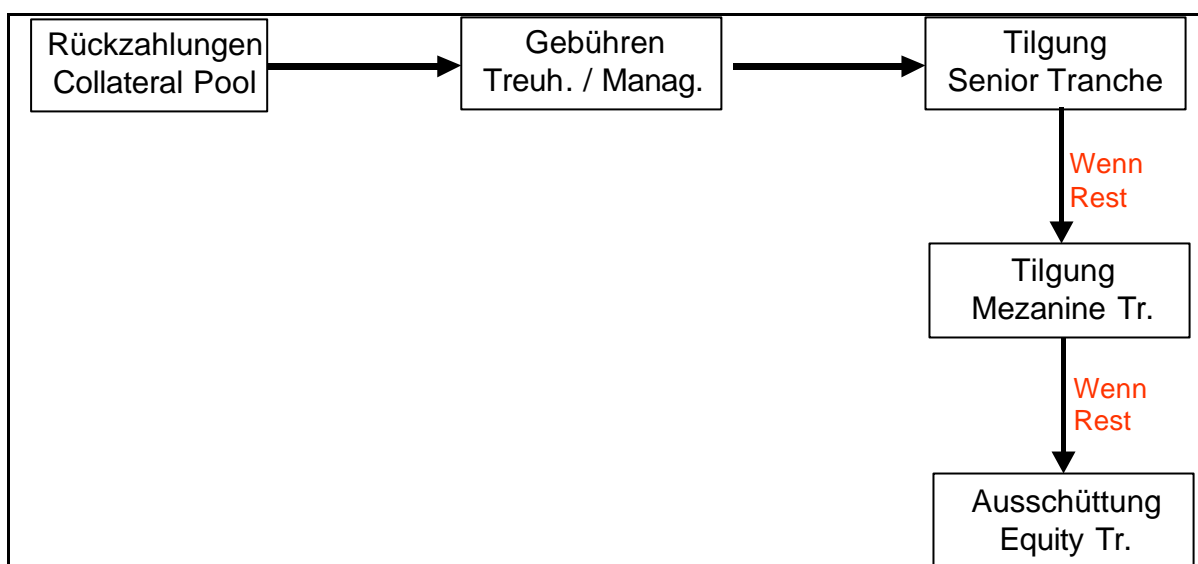 Rückzahlungen
Collateral Pool
Gebühren
Treuh. / Manag.
Tilgung
Senior Tranche
Wenn
Rest
Tilgung
Mezanine Tr.
Wenn
Rest
Ausschüttung
Equity Tr.